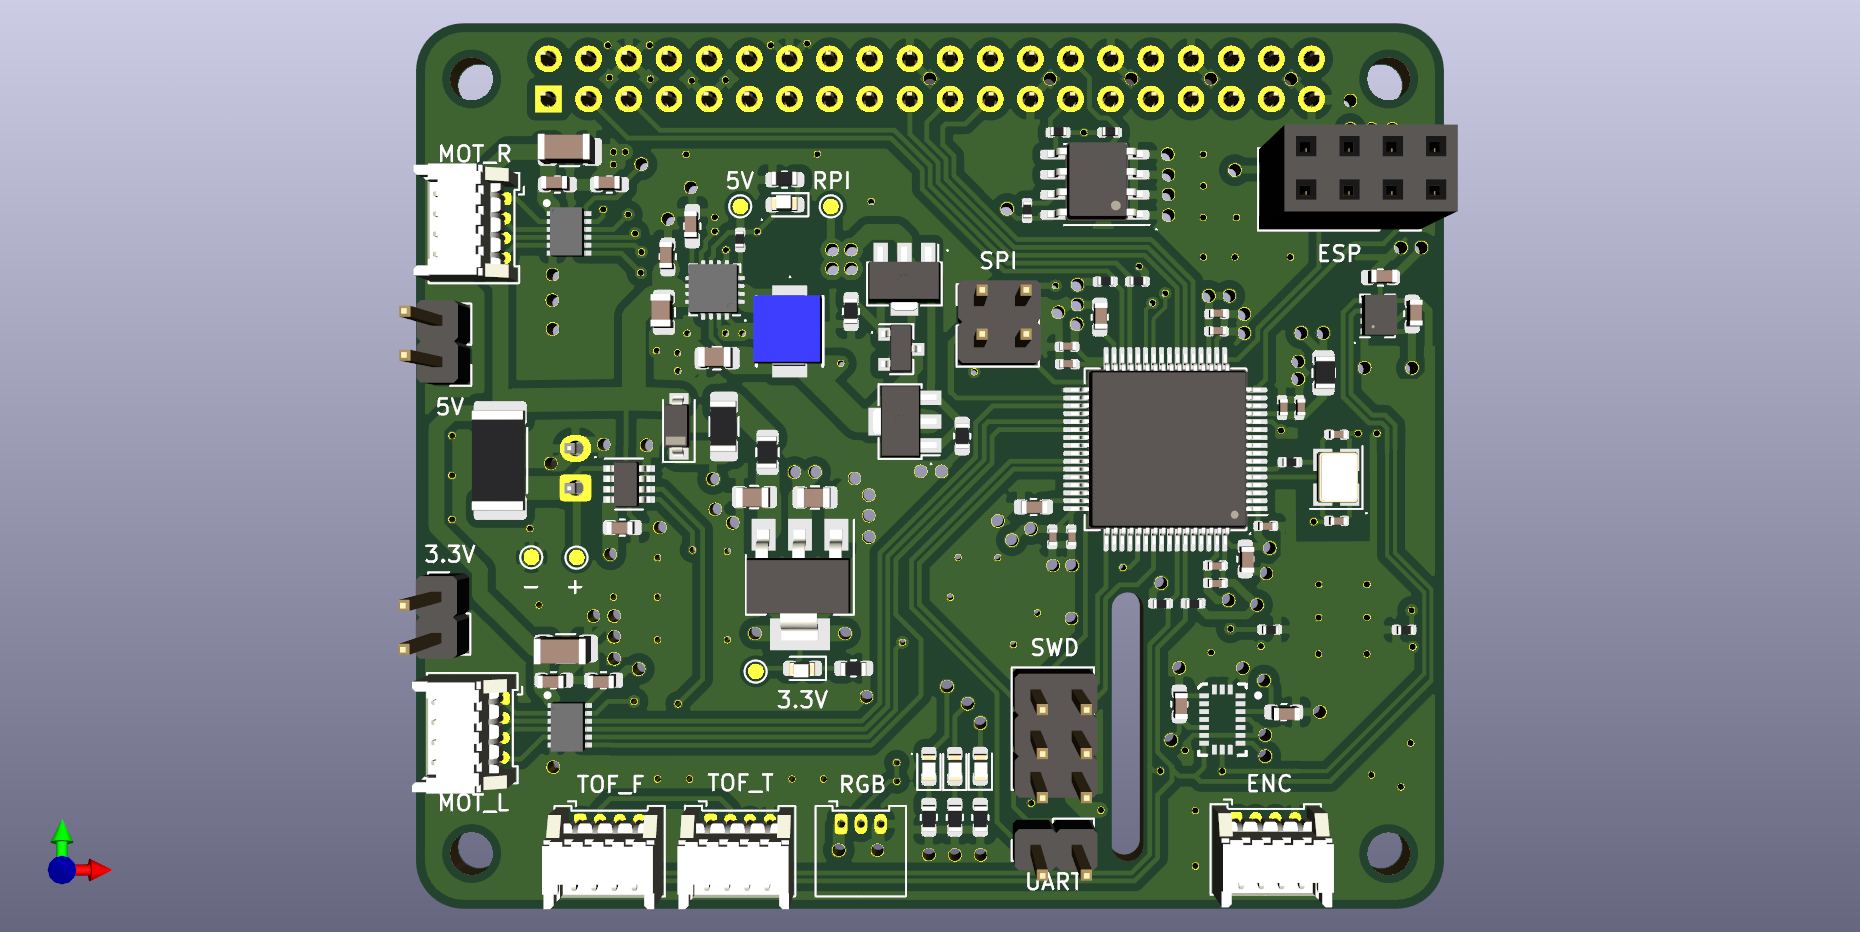 MOT_R
5V
RPI
SPI
ESP
5V
3.3V
- +
SWD
3.3V
TOF_F
TOF_T
RGB
ENC
MOT_L
UART